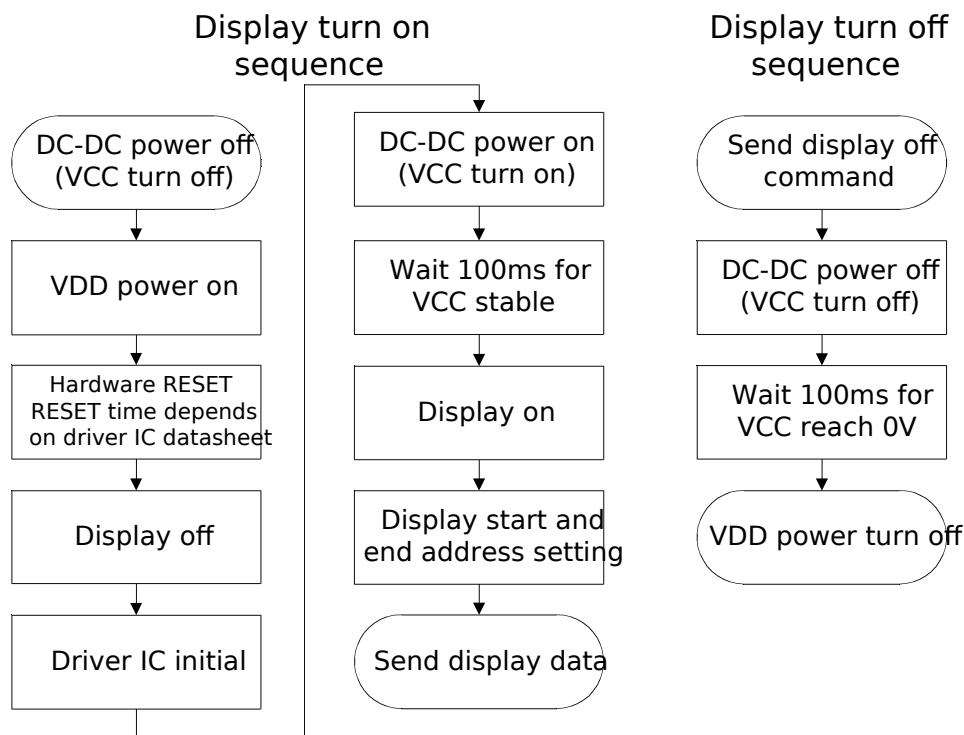 Display turn on
sequence
DC-DC power off
(VCC turn off)
VDD power on
Hardware RESET
RESET time depends
on driver IC datasheet
Display off
Driver IC initial
DC-DC power on
(VCC turn on)
Wait 100ms for
VCC stable
Display on
Display start and
end address setting
Send display data
Display turn off
sequence
Send display off
command
DC-DC power off
(VCC turn off)
Wait 100ms for
VCC reach 0V
VDD power turn off